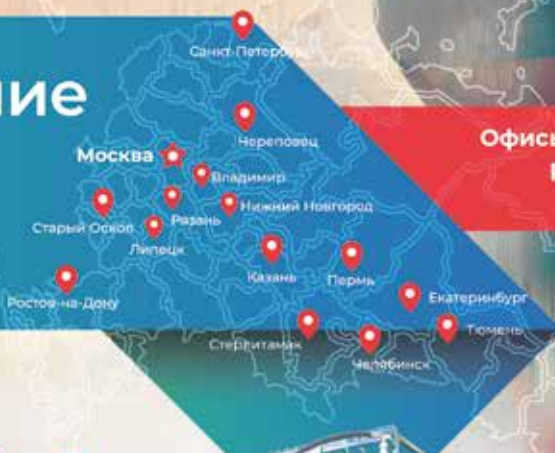 Санкт-Петербург
ние
Череповец
Офисы
Москва
Владимир
Нижний Новгород
Рязань
Старый Оскол
Липецк
Казань
Пермь
Екатеринбург
Ростов-на-Дону
Тюмень
Стерлитамак
Челябинск